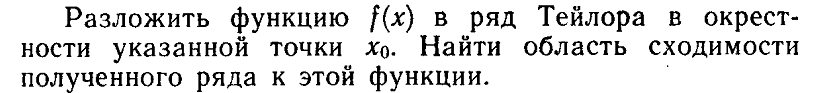 Разложить функцию f(x) в ряд Тейлора в окрест-
ности указанной точки x₀. Найти область сходимости
полученного ряда к этой функции.